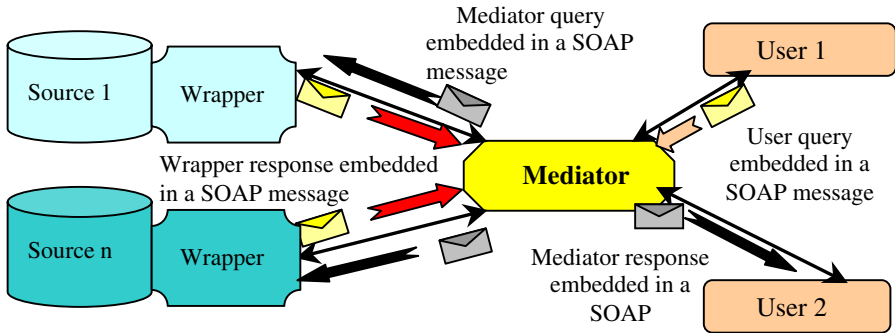 Mediator query
embedded in a SOAP
message
User 1
Source 1
Wrapper
User query
embedded in a
SOAP message
Wrapper response embedded
in a SOAP message
Mediator
Source n
Wrapper
Mediator response
embedded in a
SOAP
User 2